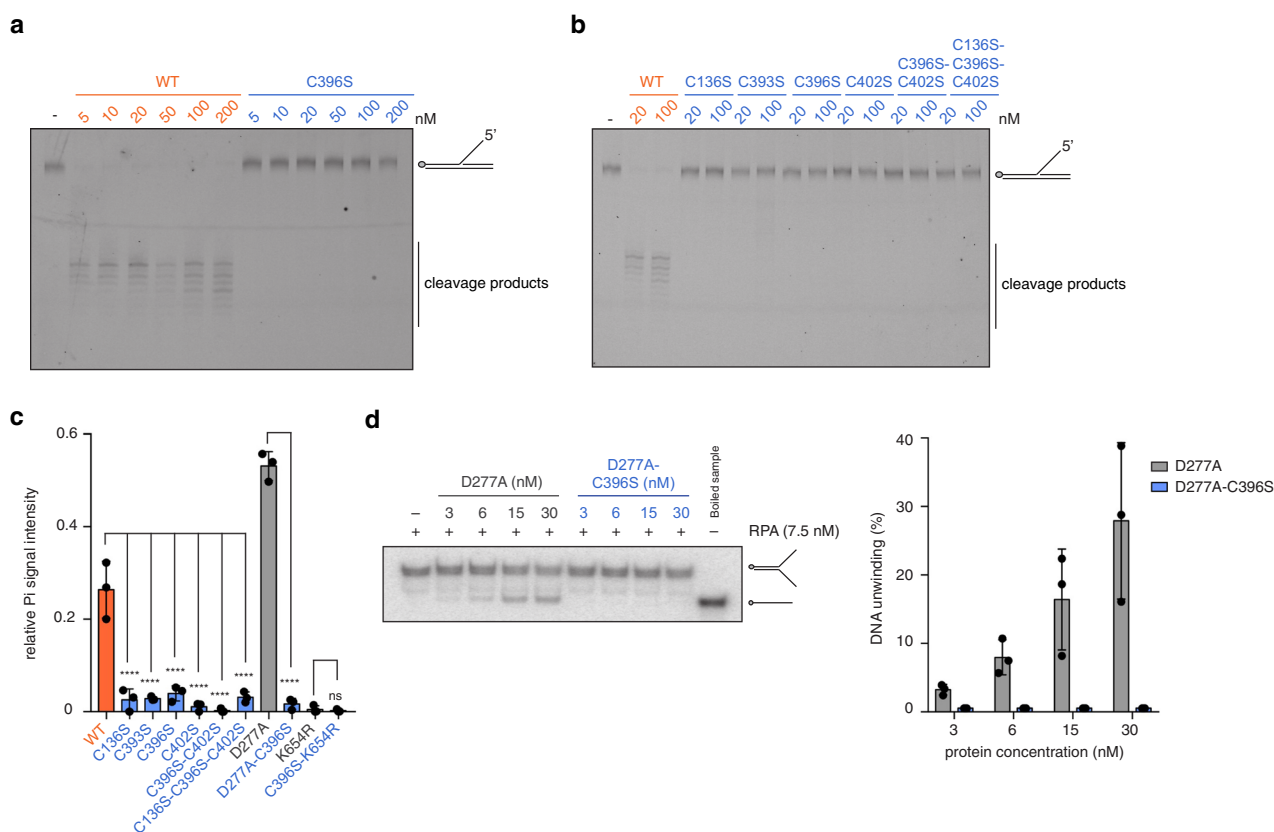 a
WT
C396S
- 5 10 20 50 100 200 5 10 20 50 100 200 nM
5'
cleavage products
b
C136S-
C396S- C396S-
WT C136S C393S C396S C402S C402S C402S
- 20 100 20 100 20 100 20 100 20 100 20 100 20 100 nM
5'
cleavage products
c
relative Pi signal intensity
0.6
0.4
0.2
0
**** **** **** **** **** **** **** ns
WT
C136S
C393S
C396S
C402S
C396S-C402S
C136S-C396S-C402S
D277A
D277A-C396S
K654R
C396S-K654R
d
D277A (nM)
D277A-
C396S (nM)
Boiled sample
– 3 6 15 30 3 6 15 30
+ + + + + + + + + – RPA (7.5 nM)
DNA unwinding (%)
40
30
20
10
0
3 6 15 30
protein concentration (nM)
D277A
D277A-C396S